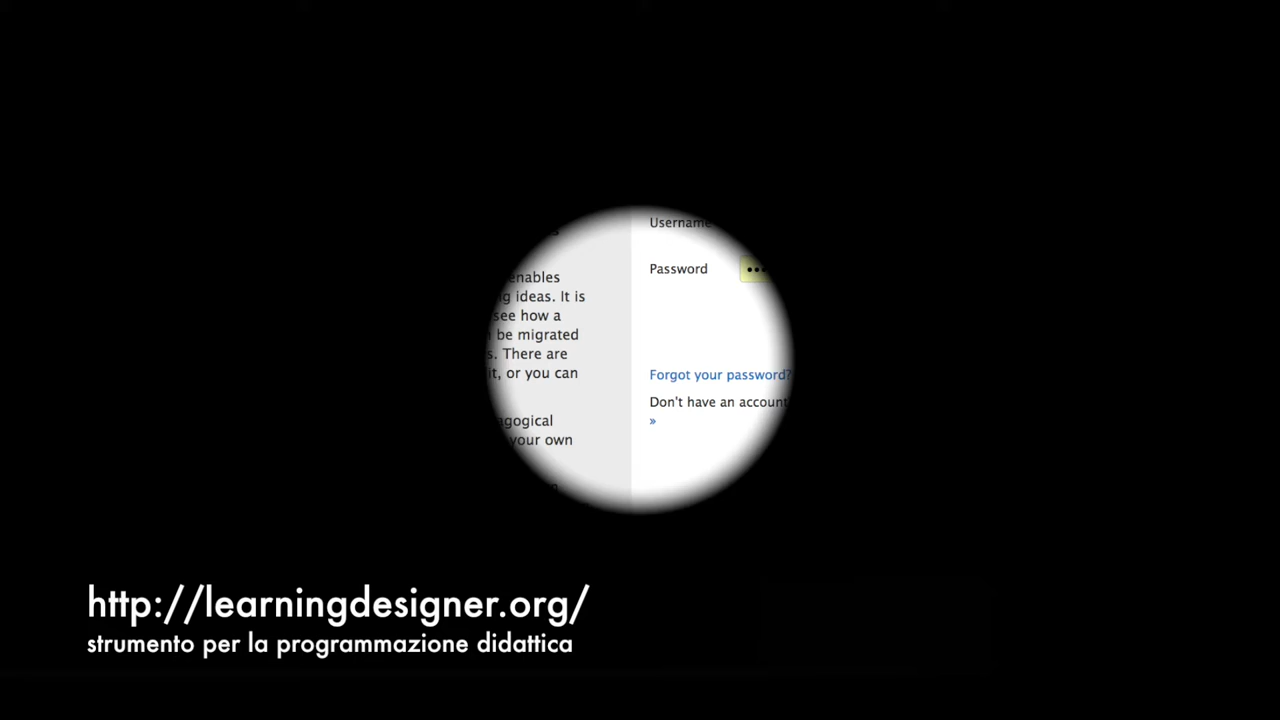 Username
enables
ideas. It is
see how a
be migrated
There are
it, or you can
your own
Password
•••
Forgot your password?
Don't have an account
»
http://learningdesigner.org/
strumento per la programmazione didattica